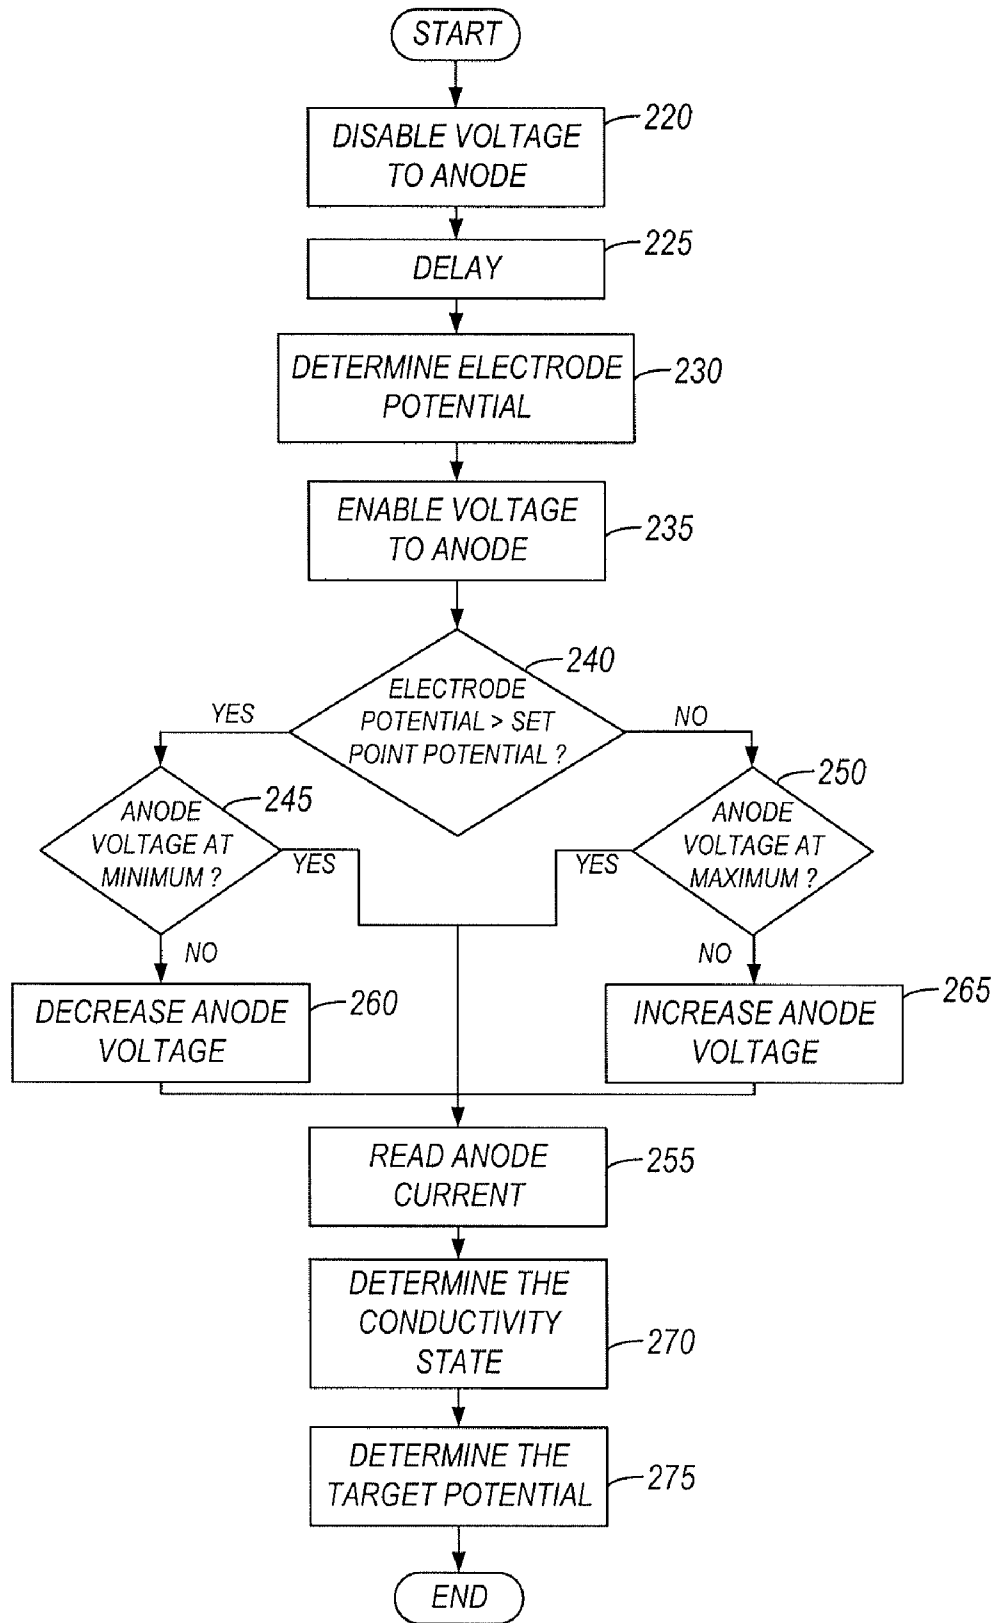 START
220
DISABLE VOLTAGE
TO ANODE
225
DELAY
DETERMINE ELECTRODE
POTENTIAL
230
ENABLE VOLTAGE
TO ANODE
235
240
ELECTRODE
POTENTIAL > SET
POINT POTENTIAL ?
YES
NO
245
ANODE
VOLTAGE AT
MINIMUM ?
YES
NO
250
ANODE
VOLTAGE AT
MAXIMUM ?
YES
NO
DECREASE ANODE
VOLTAGE
260
INCREASE ANODE
VOLTAGE
265
READ ANODE
CURRENT
255
DETERMINE THE
CONDUCTIVITY
STATE
270
DETERMINE THE
TARGET POTENTIAL
275
END